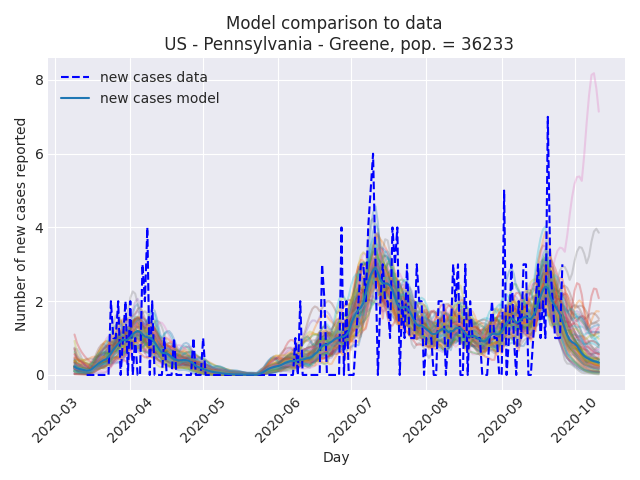 Model comparison to data
US - Pennsylvania - Greene, pop. = 36233
new cases data
new cases model
Number of new cases reported
8
6
4
2
0
2020-03
2020-04
2020-05
2020-06
2020-07
2020-08
2020-09
2020-10
Day